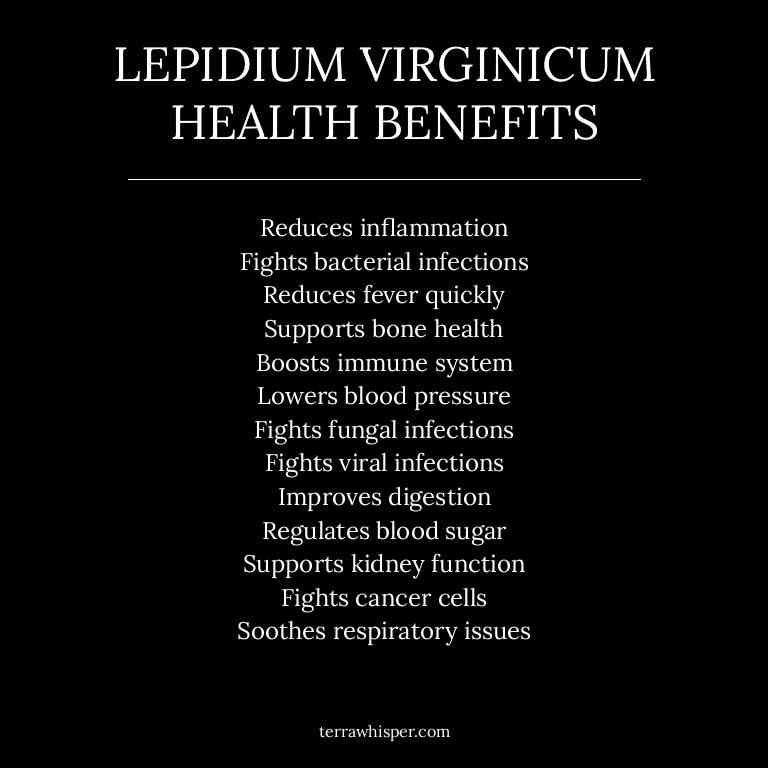 LEPIDIUM VIRGINICUM
HEALTH BENEFITS
Reduces inflammation
Fights bacterial infections
Reduces fever quickly
Supports bone health
Boosts immune system
Lowers blood pressure
Fights fungal infections
Fights viral infections
Improves digestion
Regulates blood sugar
Supports kidney function
Fights cancer cells
Soothes respiratory issues
terrawhisper.com